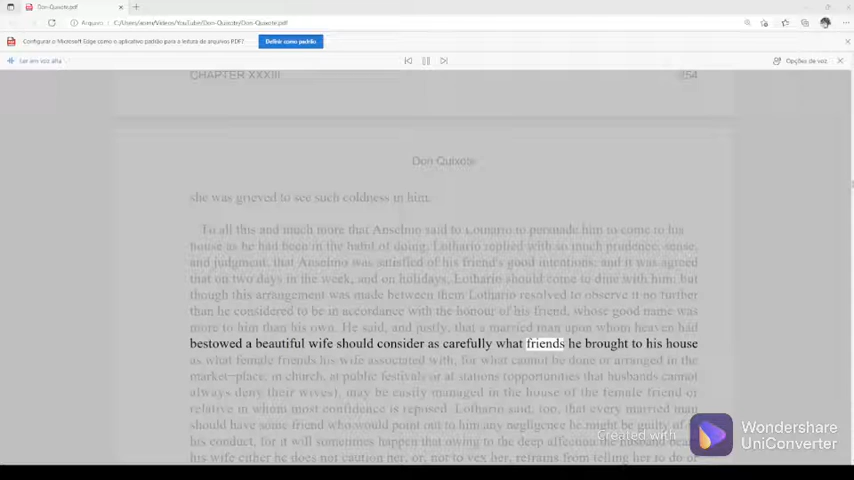 Don-Quixote.pdf
Arquivo
C:/Users/
/Videos/YouTube/Don-Quixote/Don-Quixote.pdf
Configurar o Microsoft Edge como o aplicativo padrão para a leitura de arquivos PDF?
Definir como padrão
Ler em voz alta
Opções de voz
CHAPTER XXXIII
254
Don Quixote
she was grieved to see such coldness in him.
To all this and much more that Anselmo said to Lothario to persuade him to come to his
house as he had been in the habit of doing, Lothario replied with so much prudence, sense,
and judgment, that Anselmo was satisfied of his friend's good intentions; and it was agreed
that on two days in the week, and on holidays, Lothario should come to dine with him; but
though this arrangement was made between them Lothario resolved to observe it no further
than he considered to be in accordance with the honour of his friend, whose good name was
more to him than his own. He said, and justly, that a married man upon whom heaven had
bestowed a beautiful wife should consider as carefully what friends he brought to his house
as what female friends his wife associated with, for what cannot be done or arranged in the
market-place, in church, at public festivals or at stations (opportunities that husbands cannot
always deny their wives), may be easily managed in the house of the female friend or
relative in whom most confidence is reposed. Lothario said, too, that every married man
should have some friend who would point out to him any negligence he might be guilty of in
his conduct, for it will sometimes happen that owing to the deep affection the husband bears
his wife either he does not caution her, or, not to vex her, refrains from telling her to do or
Created with
Wondershare
UniConverter